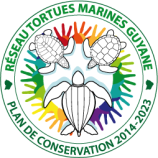 RÉSEAU TORTUES MARINES GUYANE
PLAN DE CONSERVATION 2014-2023